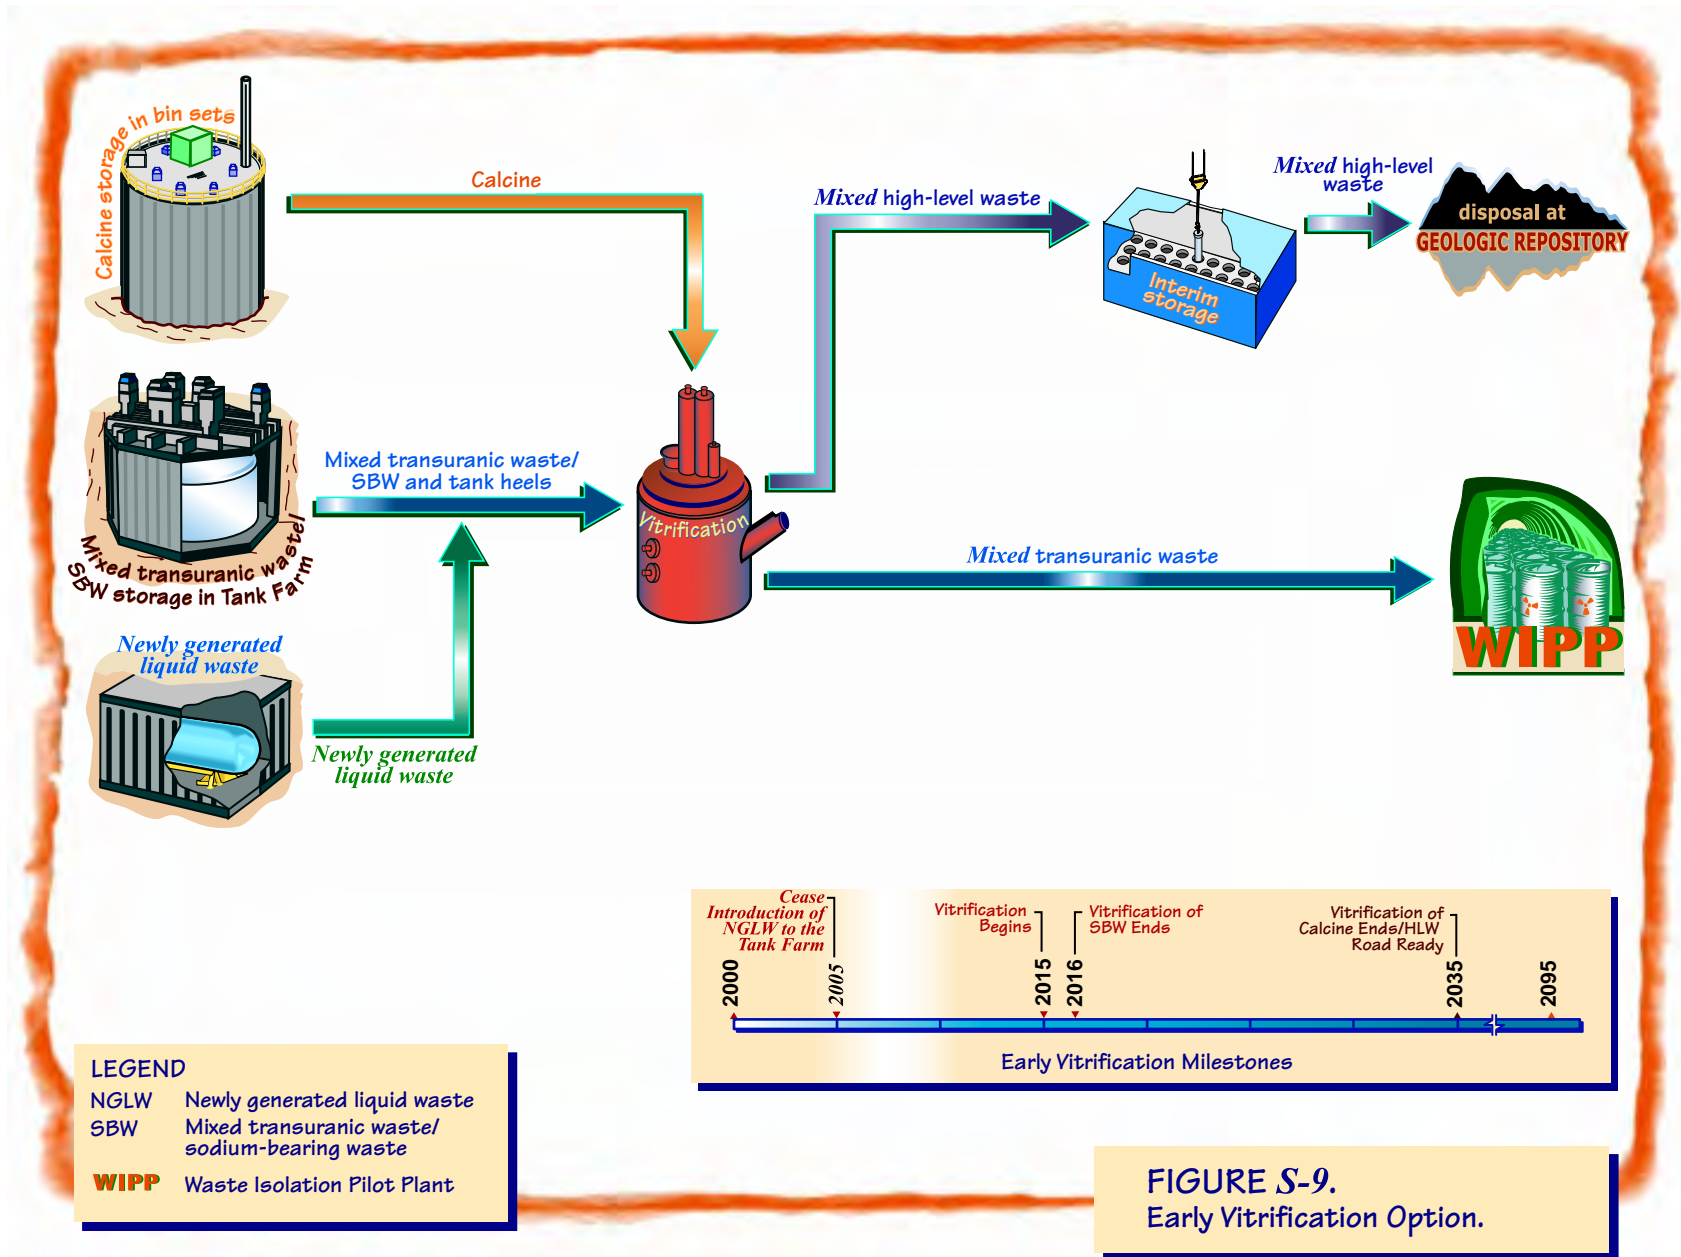 Calcine storage in bin sets
Calcine
Mixed high-level waste
Mixed high-level
waste
disposal at
GEOLOGIC REPOSITORY
Interim
storage
Mixed transuranic waste/
SBW and tank heels
Vitrification
Mixed transuranic waste/
SBW storage in Tank Farm
Mixed transuranic waste
WIPP
Newly generated
liquid waste
Newly generated
liquid waste
Cease
Introduction of
NGLW to the
Tank Farm
Vitrification
Begins
Vitrification of
SBW Ends
Vitrification of
Calcine Ends/HLW
Road Ready
2000
2005
2015
2016
2035
2095
Early Vitrification Milestones
LEGEND
NGLW Newly generated liquid waste
SBW Mixed transuranic waste/
sodium-bearing waste
WIPP Waste Isolation Pilot Plant
FIGURE S-9.
Early Vitrification Option.